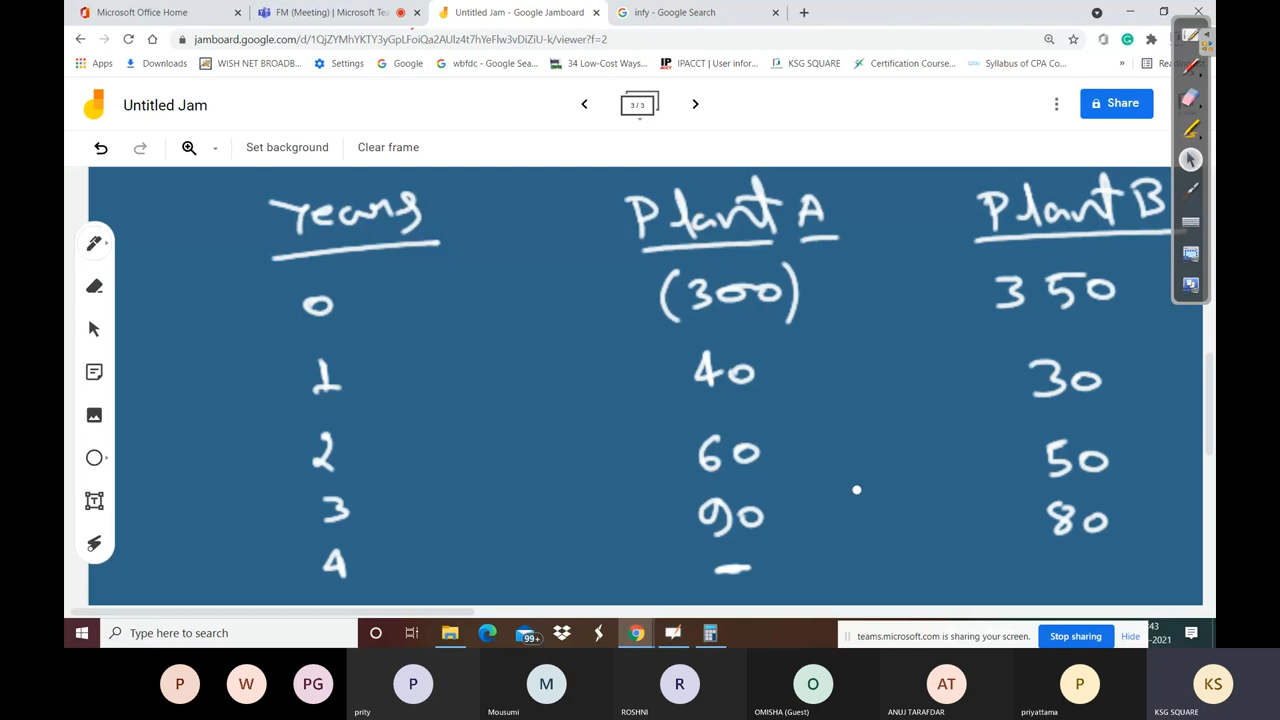 Microsoft Office Home
FM (Meeting) | Microsoft Tea
Untitled Jam - Google Jamboard
infy - Google Search
jamboard.google.com/d/1QjZYMhYKTY3yGpLFoiQa2AUlz4t7hYeFlw3vDiZiU-k/viewer?f=2
Apps Downloads WISH NET BROADB... Settings Google wbfdc - Google Sea... 34 Low-Cost Ways... IPACCT | User infor... KSG SQUARE Certification Course... Syllabus of CPA Co... »
Untitled Jam
3 / 3
Share
Set background Clear frame
Years Plant A Plant B
0 (300) 350
1 40 30
2 60 50
3 90 80
4 -
Type here to search
99+
teams.microsoft.com is sharing your screen. Stop sharing Hide
43
-2021
P W PG P M R O AT P KS
prity Mousumi ROSHNI OMISHA (Guest) ANUJ TARAFDAR priyattama KSG SQUARE